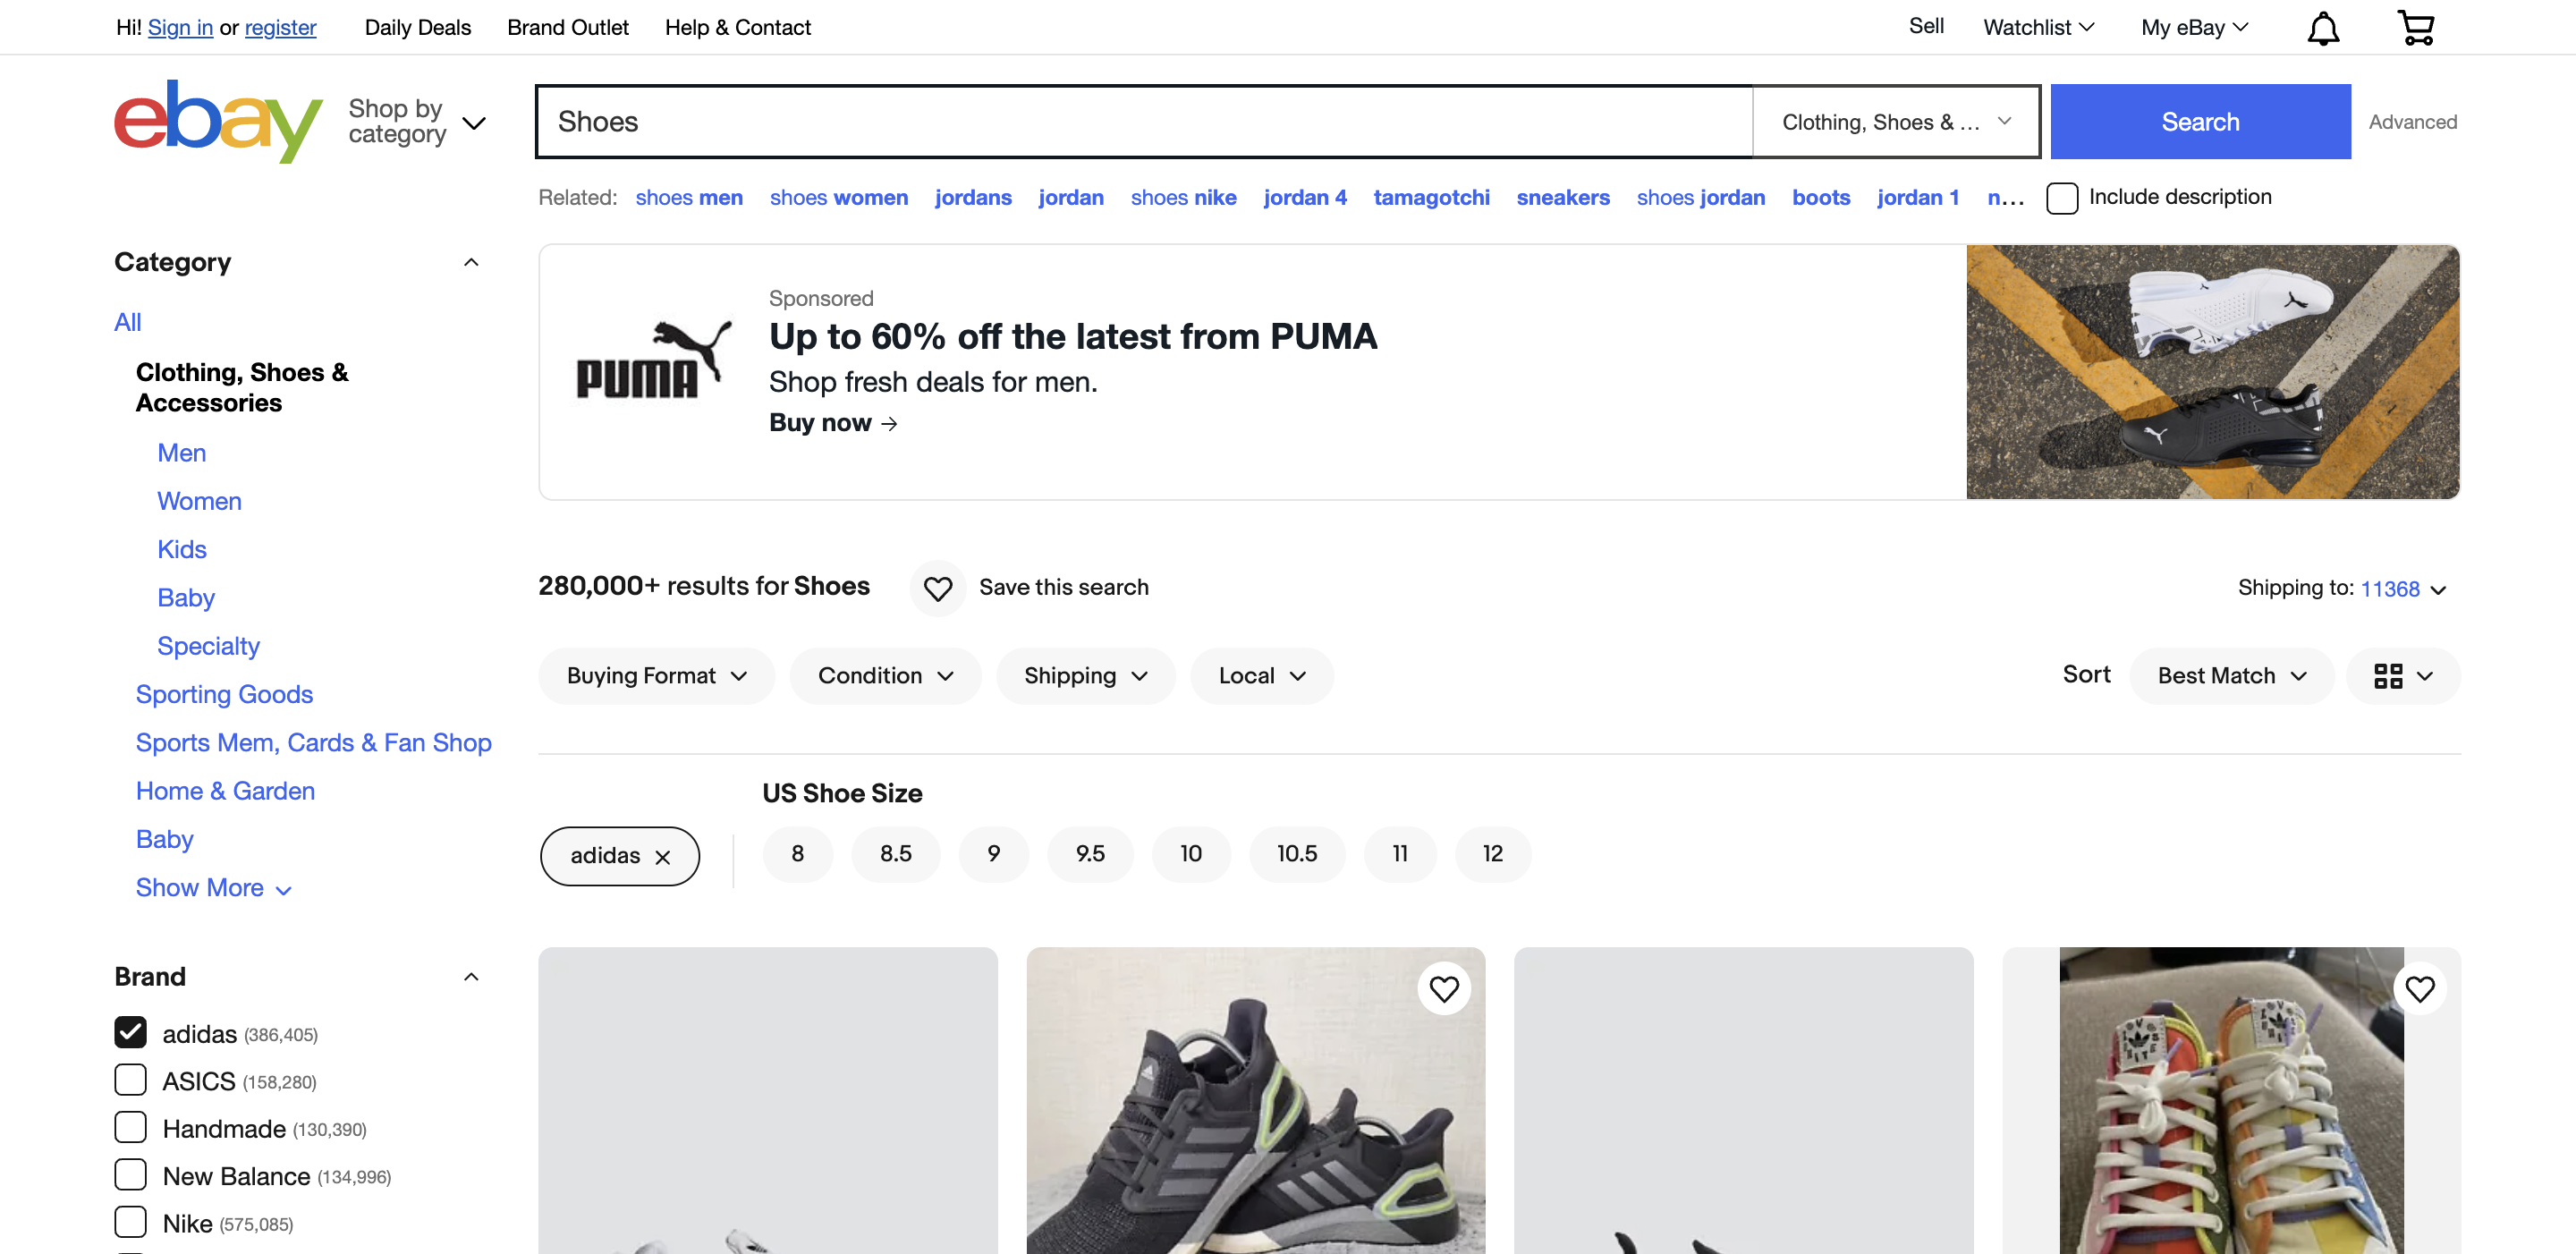 Hi! Sign in or register Daily Deals Brand Outlet Help & Contact Sell Watchlist My eBay
ebay Shop by category
Shoes Clothing, Shoes & ... Search Advanced
Related: shoes men shoes women jordans jordan shoes nike jordan 4 tamagotchi sneakers shoes jordan boots jordan 1 n... Include description
Category
All
Clothing, Shoes &
Accessories
Men
Women
Kids
Baby
Specialty
Sporting Goods
Sports Mem, Cards & Fan Shop
Home & Garden
Baby
Show More
Brand
adidas (386,405)
ASICS (158,280)
Handmade (130,390)
New Balance (134,996)
Nike (575,085)
PUMA
Sponsored
Up to 60% off the latest from PUMA
Shop fresh deals for men.
Buy now →
280,000+ results for Shoes Save this search Shipping to: 11368
Buying Format Condition Shipping Local Sort Best Match
US Shoe Size
adidas 8 8.5 9 9.5 10 10.5 11 12